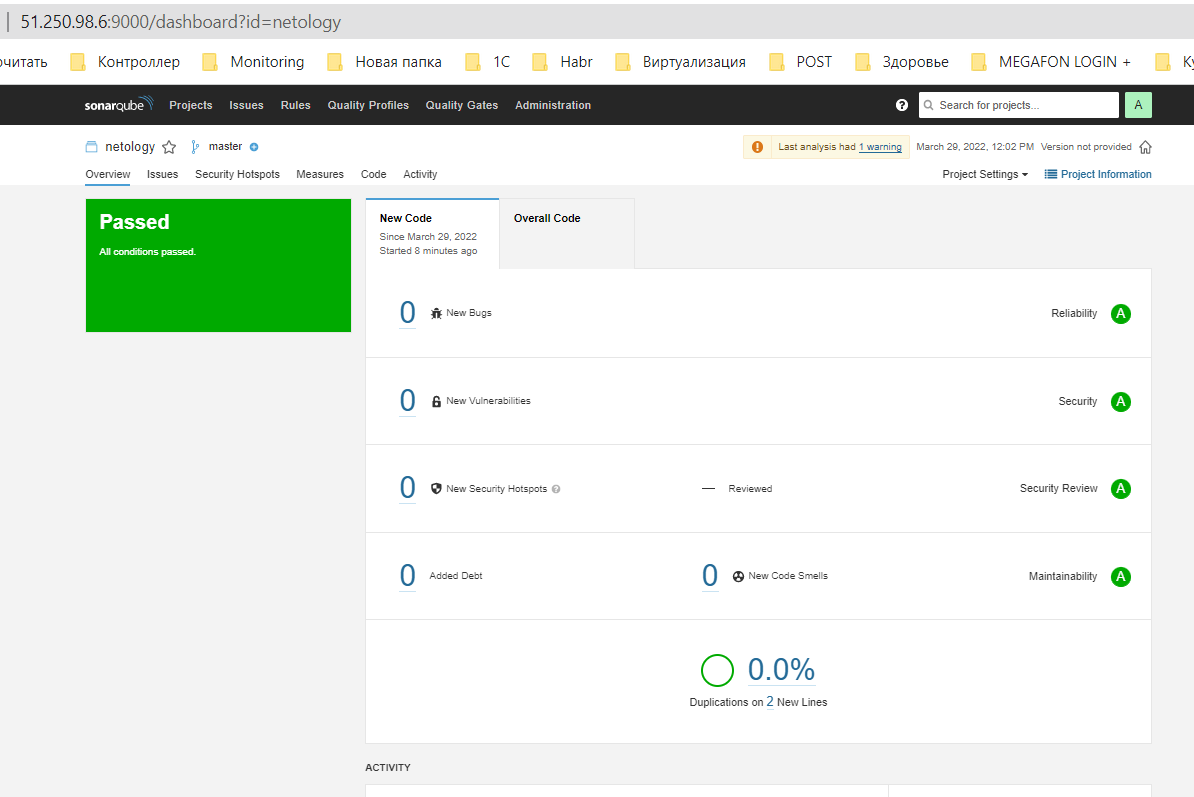 51.250.98.6:9000/dashboard?id=netology
очитать Контроллер Monitoring Новая папка 1C Habr Виртуализация POST Здоровье MEGAFON LOGIN + Ку
sonarqube Projects Issues Rules Quality Profiles Quality Gates Administration ? Search for projects... A
netology master Last analysis had 1 warning March 29, 2022, 12:02 PM Version not provided
Overview Issues Security Hotspots Measures Code Activity Project Settings Project Information
Passed
All conditions passed.
New Code
Since March 29, 2022
Started 8 minutes ago
Overall Code
0 New Bugs Reliability A
0 New Vulnerabilities Security A
0 New Security Hotspots ? — Reviewed Security Review A
0 Added Debt 0 New Code Smells Maintainability A
0.0%
Duplications on 2 New Lines
ACTIVITY